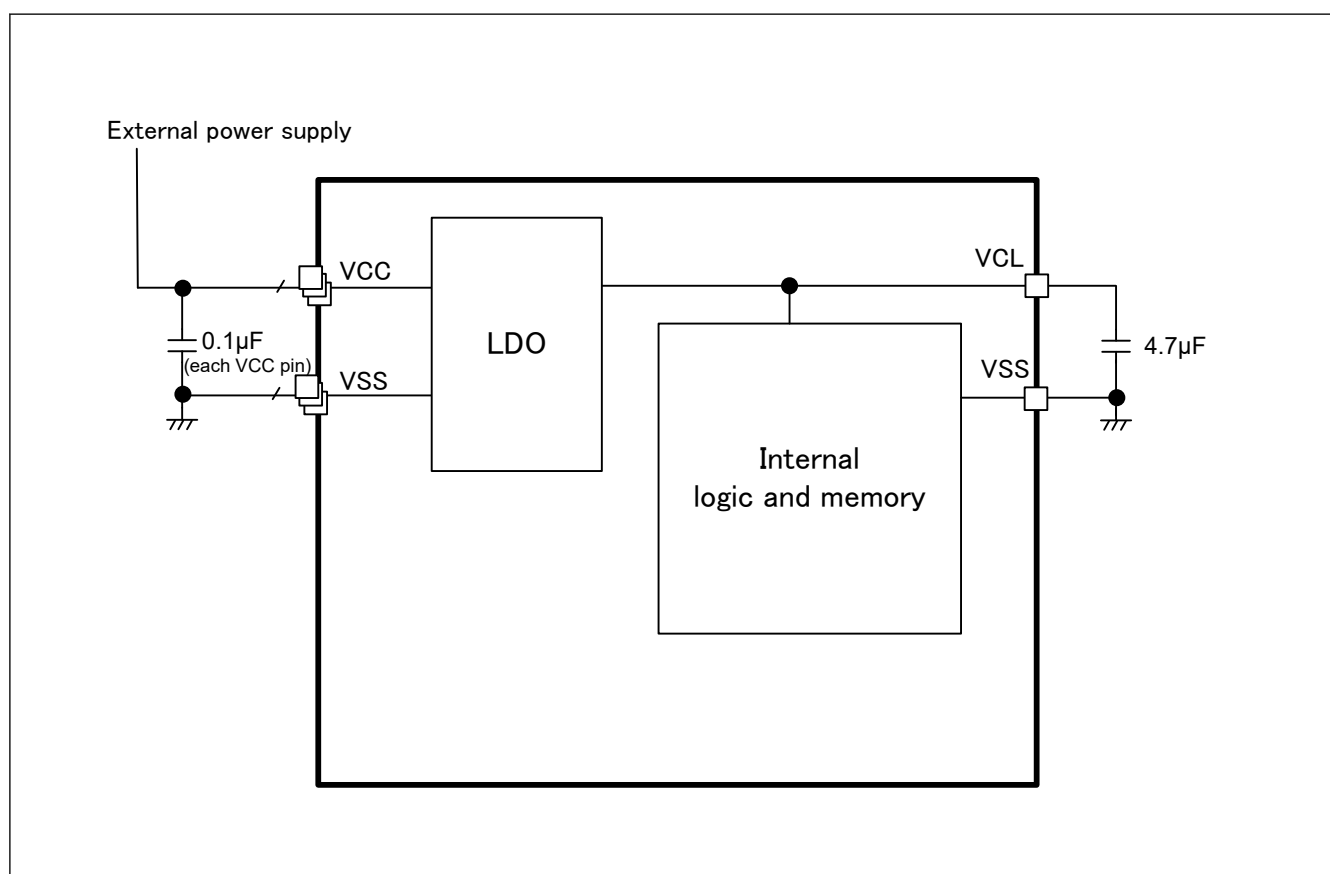 External power supply
VCC
VCL
LDO
0.1µF
(each VCC pin)
4.7µF
VSS
VSS
Internal
logic and memory